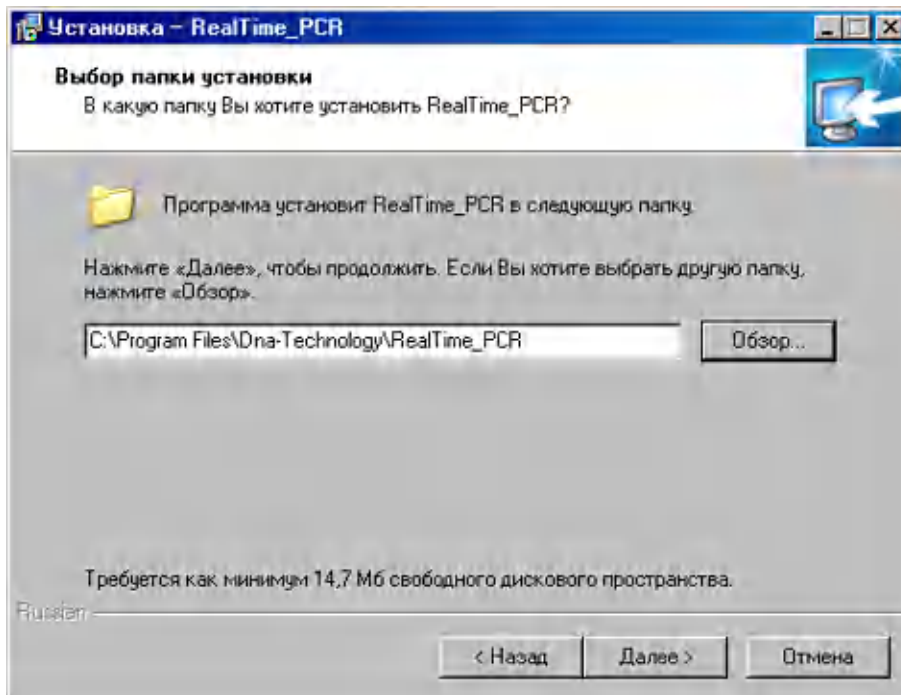 Установка – RealTime_PCR
Выбор папки установки
В какую папку Вы хотите установить RealTime_PCR?
Программа установит RealTime_PCR в следующую папку.
Нажмите «Далее», чтобы продолжить. Если Вы хотите выбрать другую папку,
нажмите «Обзор».
C:\Program Files\Dna-Technology\RealTime_PCR
Обзор...
Требуется как минимум 14,7 Мб свободного дискового пространства.
Russian
< Назад
Далее >
Отмена